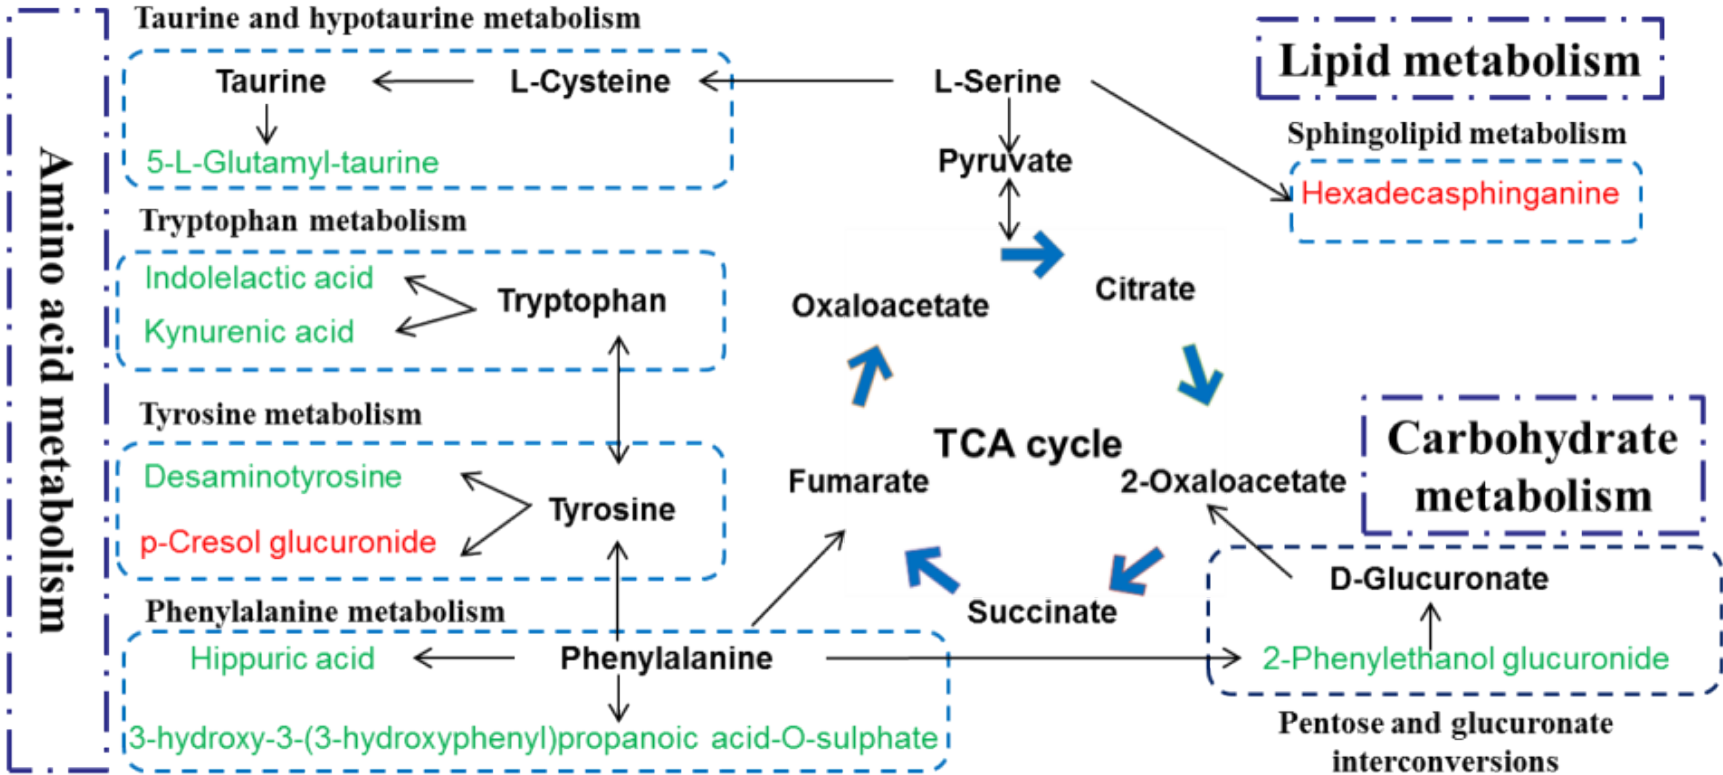 Amino acid metabolism
Taurine and hypotaurine metabolism
Taurine
L-Cysteine
L-Serine
5-L-Glutamyl-taurine
Pyruvate
Lipid metabolism
Sphingolipid metabolism
Hexadecasphinganine
Tryptophan metabolism
Indolelactic acid
Kynurenic acid
Tryptophan
Oxaloacetate
Citrate
TCA cycle
Fumarate
2-Oxaloacetate
Succinate
Tyrosine metabolism
Desaminotyrosine
p-Cresol glucuronide
Tyrosine
Carbohydrate
metabolism
D-Glucuronate
2-Phenylethanol glucuronide
Pentose and glucuronate
interconversions
Phenylalanine metabolism
Hippuric acid
Phenylalanine
3-hydroxy-3-(3-hydroxyphenyl)propanoic acid-O-sulphate